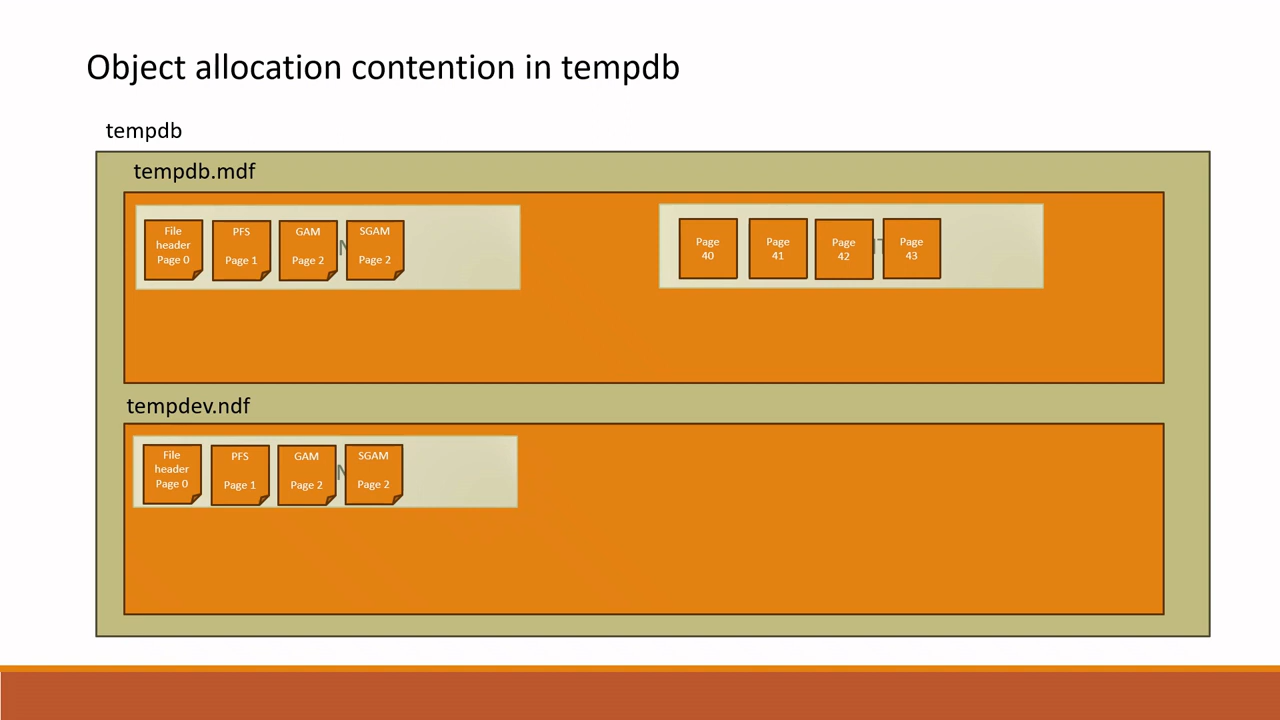 Object allocation contention in tempdb
tempdb
tempdb.mdf
File
header
Page 0
PFS
Page 1
GAM
Page 2
SGAM
Page 2
Page
40
Page
41
Page
42
Page
43
tempdev.ndf
File
header
Page 0
PFS
Page 1
GAM
Page 2
SGAM
Page 2